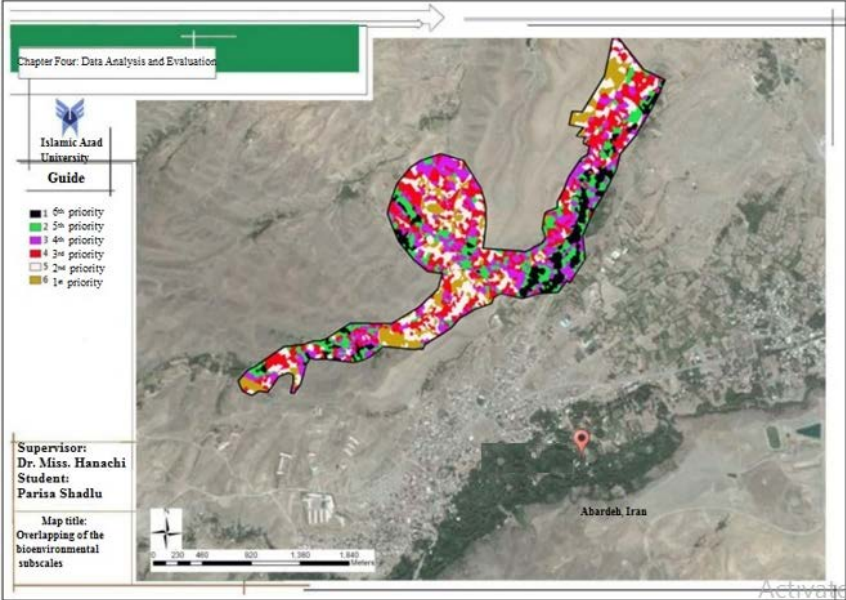 Chapter Four: Data Analysis and Evaluation
Islamic Azad
University
Guide
1 6th priority
2 5th priority
3 4th priority
4 3rd priority
5 2nd priority
6 1st priority
Supervisor:
Dr. Miss. Hanachi
Student:
Parisa Shadlu
Map title:
Overlapping of the
bioenvironmental
subscales
Abardeh, Iran
0 230 460 920 1,380 1,840
Meters
Activate